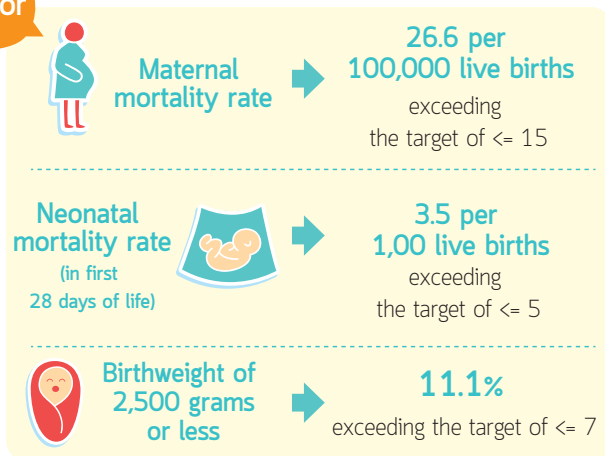 or
Maternal
mortality rate
26.6 per
100,000 live births
exceeding
the target of <= 15
Neonatal
mortality rate
(in first
28 days of life)
3.5 per
1,00 live births
exceeding
the target of <= 5
Birthweight of
2,500 grams
or less
11.1%
exceeding the target of <= 7